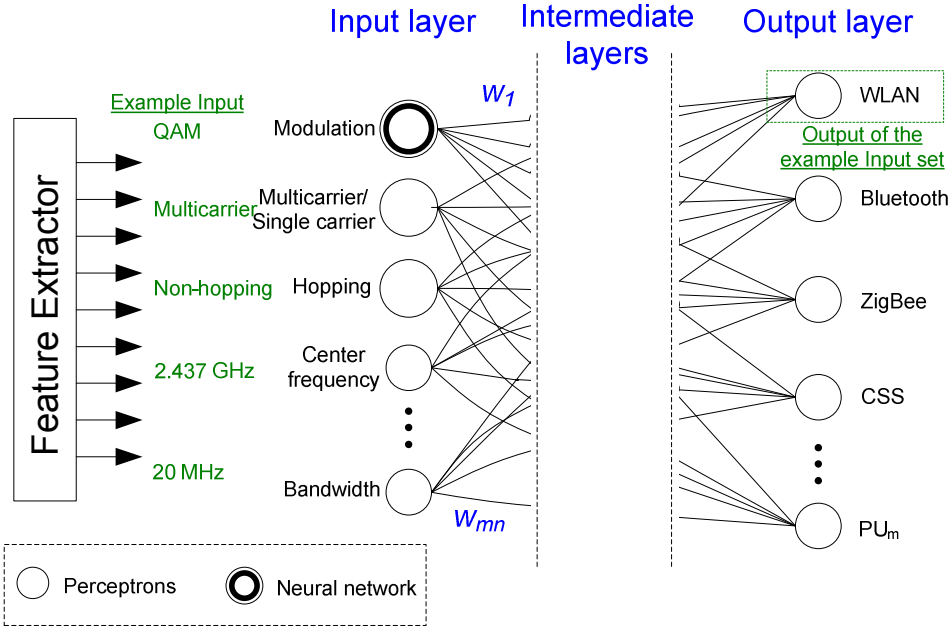 Input layer
Intermediate
layers
Output layer
Example Input
QAM
Multicarrier
Non-hopping
2.437 GHz
20 MHz
Feature Extractor
Modulation
Multicarrier/
Single carrier
Hopping
Center
frequency
Bandwidth
W1
Wmn
WLAN
Output of the
example Input set
Bluetooth
ZigBee
CSS
PUm
Perceptrons
Neural network